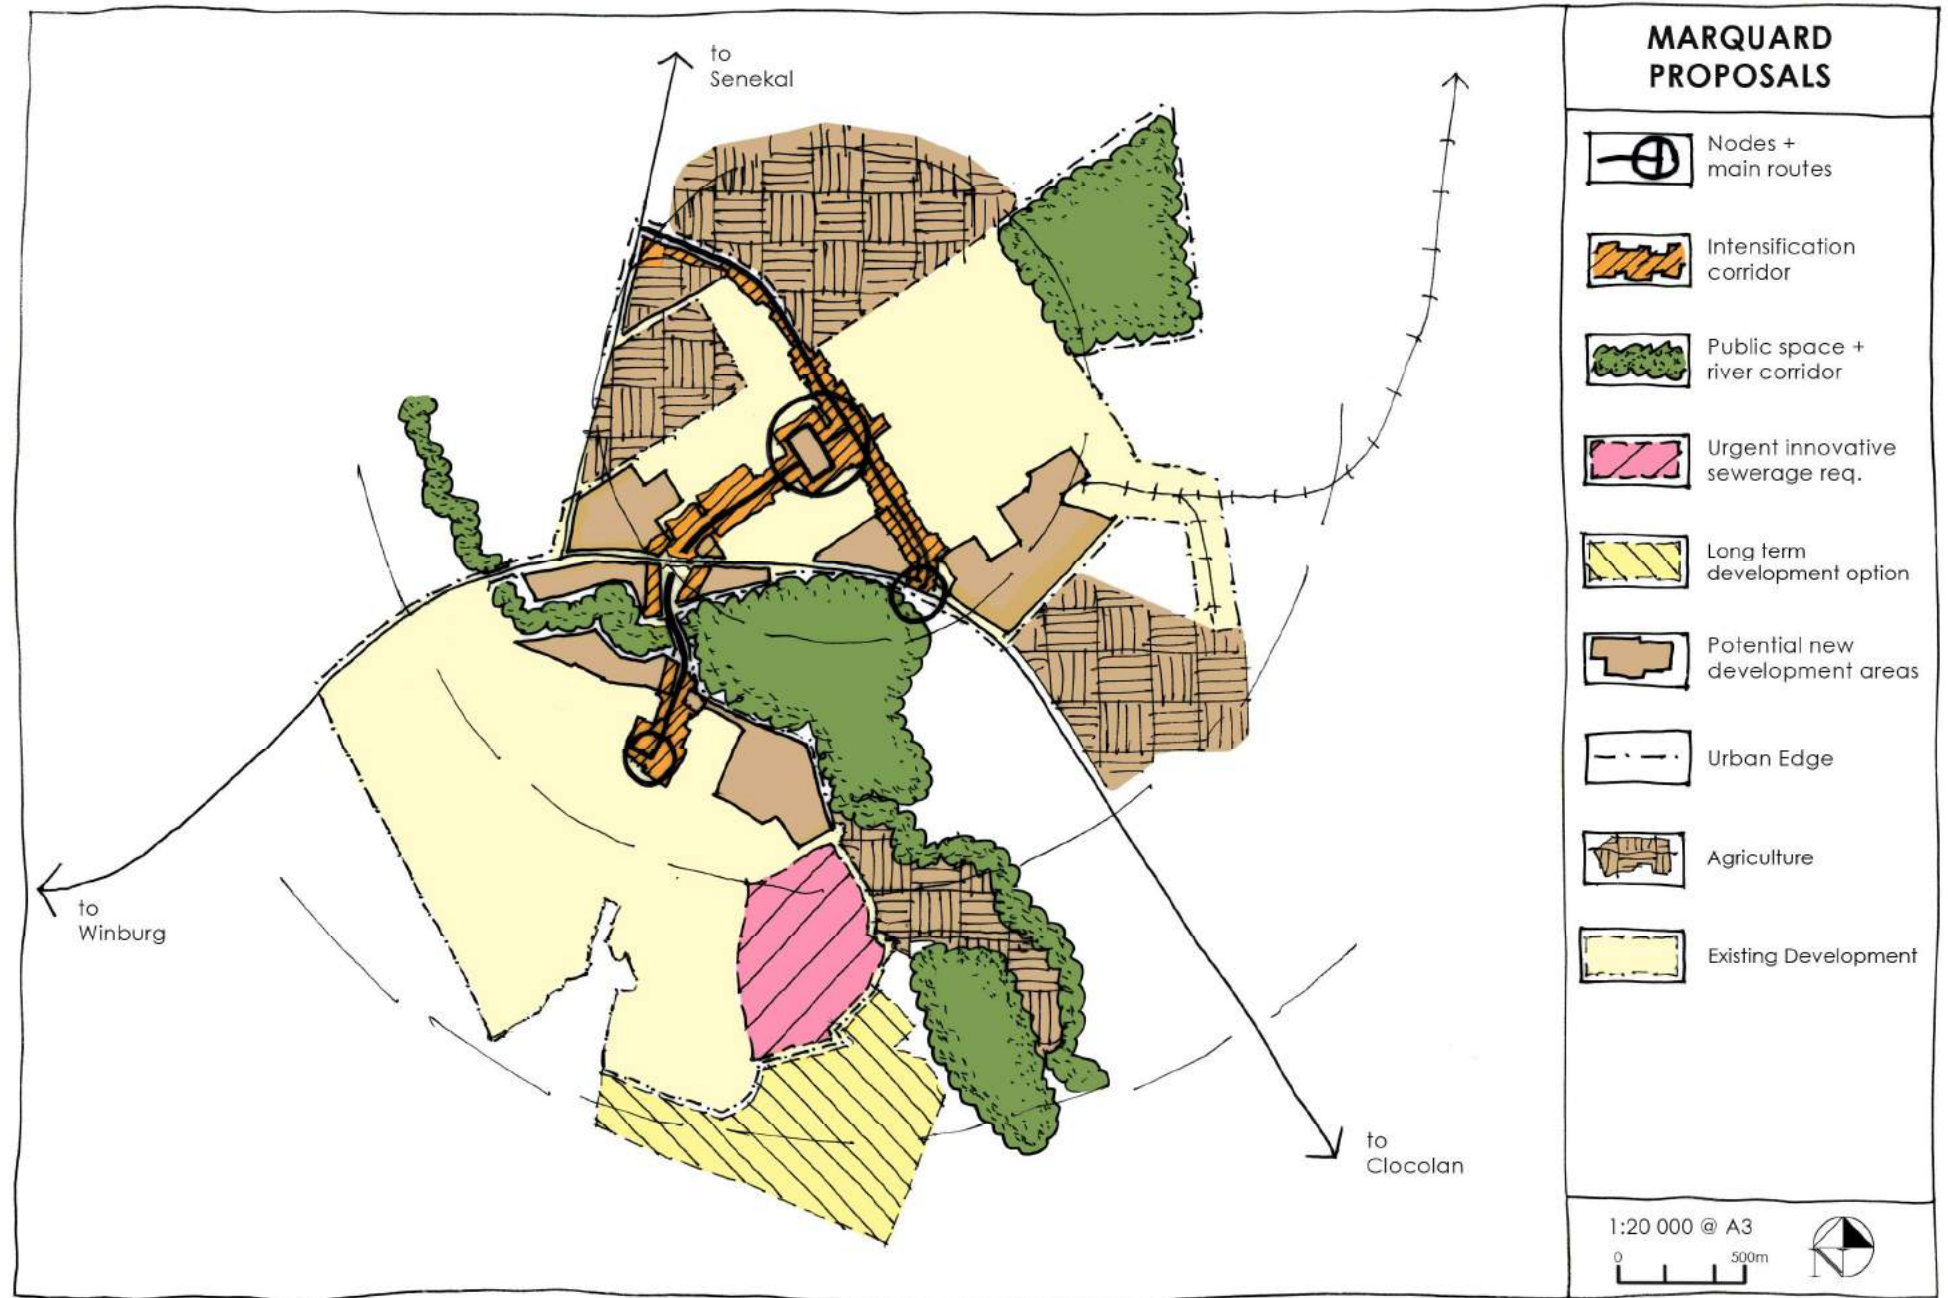 to
Senekal
to
Winburg
to
Clocolan
MARQUARD
PROPOSALS
Nodes +
main routes
Intensification
corridor
Public space +
river corridor
Urgent innovative
sewerage req.
Long term
development option
Potential new
development areas
Urban Edge
Agriculture
Existing Development
1:20 000 @ A3
0 500m
N